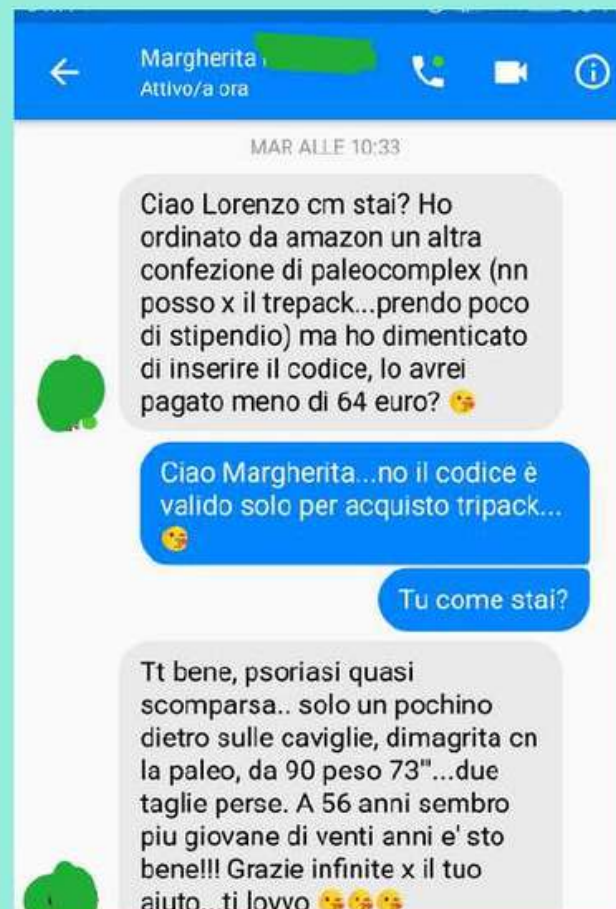 Margherita
Attivo/a ora
MAR ALLE 10:33
Ciao Lorenzo cm stai? Ho
ordinato da amazon un altra
confezione di paleocomplex (nn
posso x il trepack...prendo poco
di stipendio) ma ho dimenticato
di inserire il codice, lo avrei
pagato meno di 64 euro? 😘
Ciao Margherita...no il codice è
valido solo per acquisto tripack...
😘
Tu come stai?
Tt bene, psoriasi quasi
scomparsa.. solo un pochino
dietro sulle caviglie, dimagrita cn
la paleo, da 90 peso 73'"...due
taglie perse. A 56 anni sembro
piu giovane di venti anni e' sto
bene!!! Grazie infinite x il tuo
aiuto...ti lovvo 😘😘😘